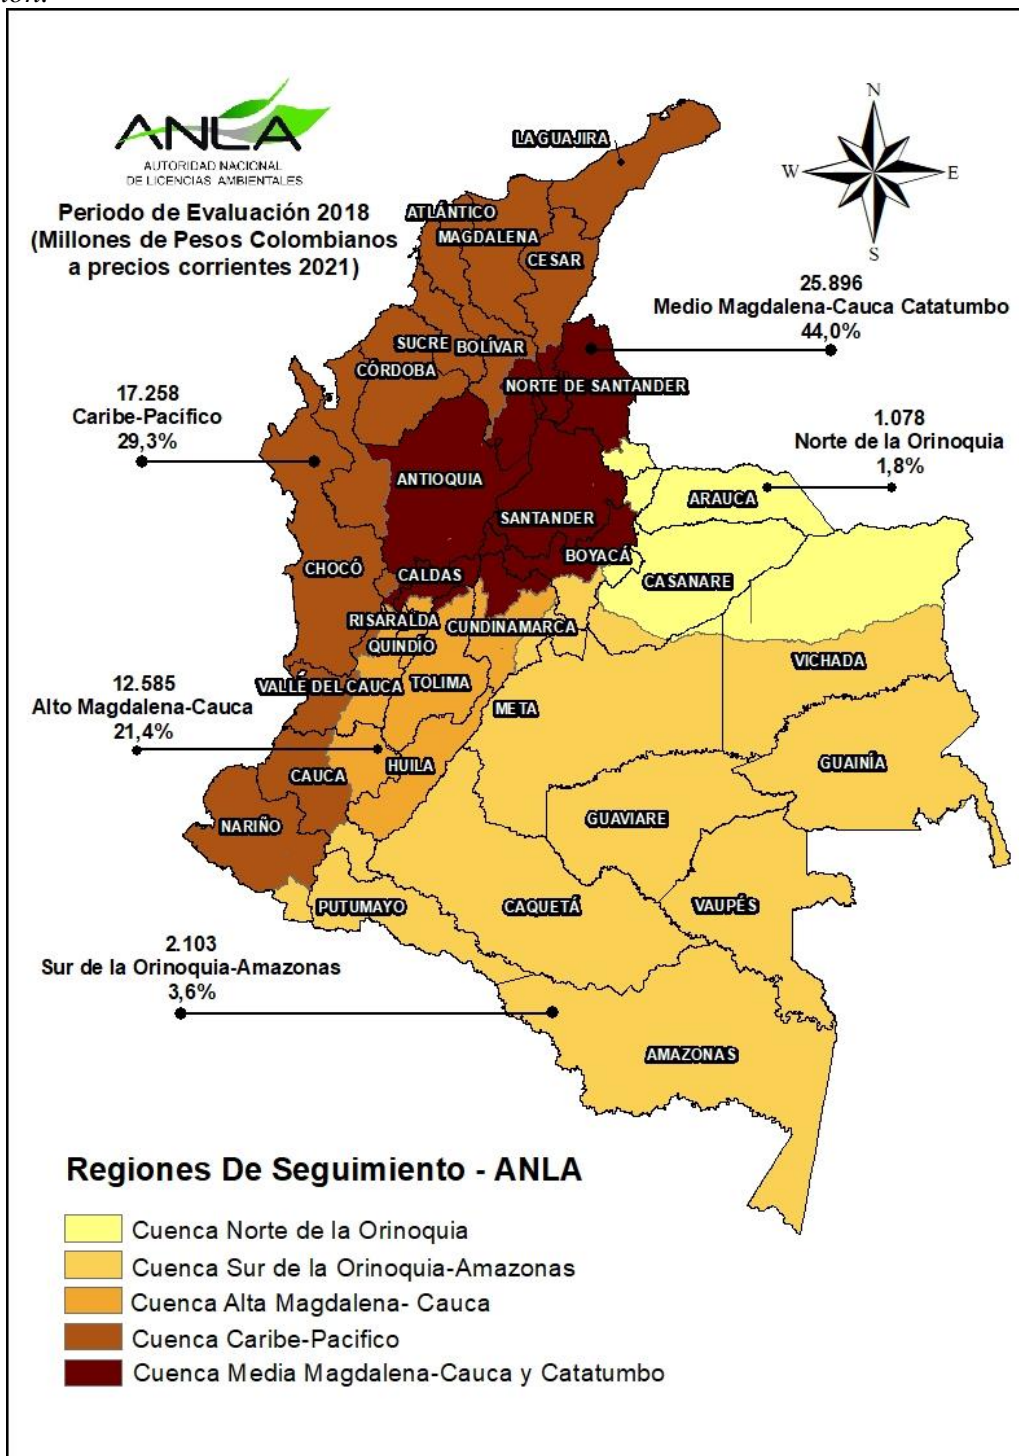 ANLA
AUTORIDAD NACIONAL
DE LICENCIAS AMBIENTALES
Periodo de Evaluación 2018
(Millones de Pesos Colombianos
a precios corrientes 2021)
N
W
E
S
LA GUAJIRA
ATLÁNTICO
MAGDALENA
CESAR
25.896
Medio Magdalena-Cauca Catatumbo
44,0%
SUCRE
BOLÍVAR
CÓRDOBA
NORTE DE SANTANDER
17.258
Caribe-Pacífico
29,3%
1.078
Norte de la Orinoquia
1,8%
ANTIOQUIA
ARAUCA
SANTANDER
BOYACÁ
CHOCÓ
CALDAS
CASANARE
RISARALDA
CUNDINAMARCA
QUINDÍO
VICHADA
12.585
Alto Magdalena-Cauca
21,4%
VALLE DEL CAUCA
TOLIMA
META
CAUCA
HUILA
GUAINÍA
NARIÑO
GUAVIARE
PUTUMAYO
CAQUETÁ
VAUPÉS
2.103
Sur de la Orinoquia-Amazonas
3,6%
AMAZONAS
Regiones De Seguimiento - ANLA
Cuenca Norte de la Orinoquia
Cuenca Sur de la Orinoquia-Amazonas
Cuenca Alta Magdalena- Cauca
Cuenca Caribe-Pacifico
Cuenca Media Magdalena-Cauca y Catatumbo